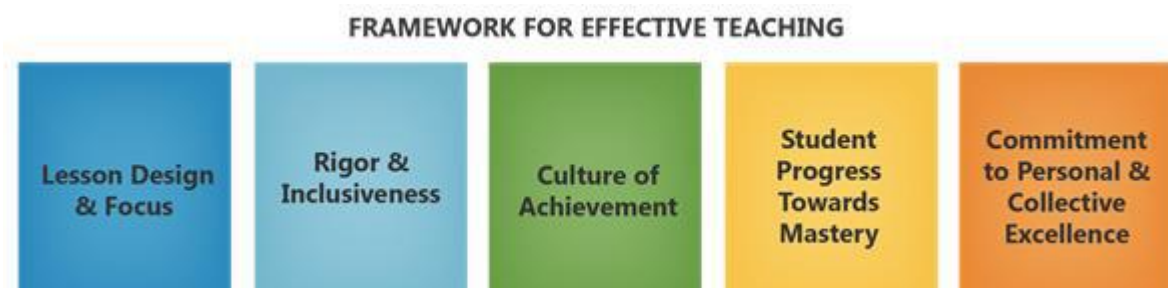 FRAMEWORK FOR EFFECTIVE TEACHING
Lesson Design
& Focus
Rigor &
Inclusiveness
Culture of
Achievement
Student
Progress
Towards
Mastery
Commitment
to Personal &
Collective
Excellence